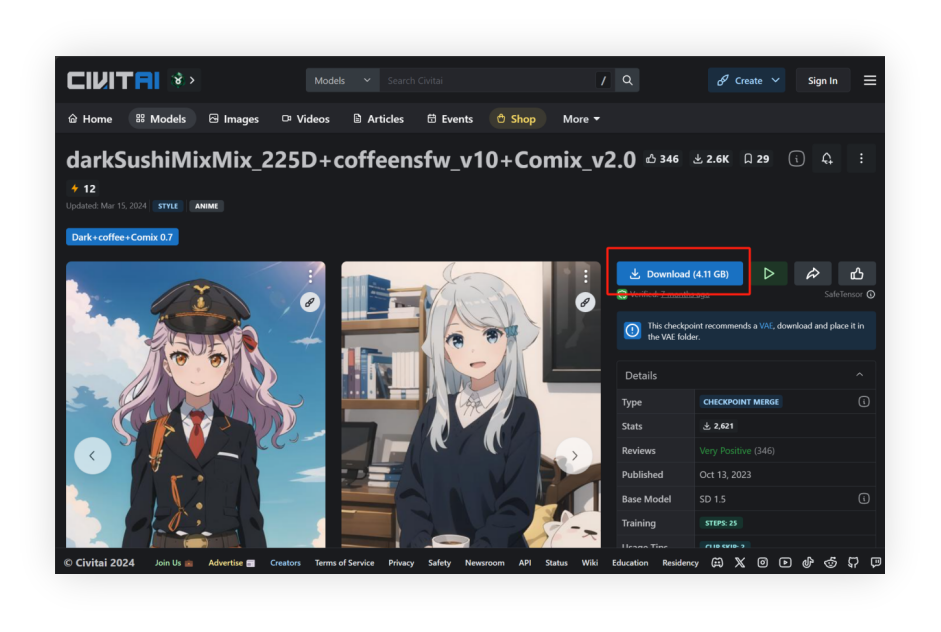 CIVITAI
Models Search Civitai / Create Sign In
Home Models Images Videos Articles Events Shop More
darkSushiMixMix_225D+coffeensfw_v10+Comix_v2.0 346 2.6K 29
12
Updated: Mar 15, 2024 STYLE ANIME
Dark+coffee+Comix 0.7
Download (4.11 GB)
Verified: 7 months ago SafeTensor
This checkpoint recommends a VAE, download and place it in
the VAE folder.
Details
Type CHECKPOINT MERGE
Stats 2,621
Reviews Very Positive (346)
Published Oct 13, 2023
Base Model SD 1.5
Training STEPS: 25
Usage Tips CLIP SKIP: 2
© Civitai 2024 Join Us Advertise Creators Terms of Service Privacy Safety Newsroom API Status Wiki Education Residency